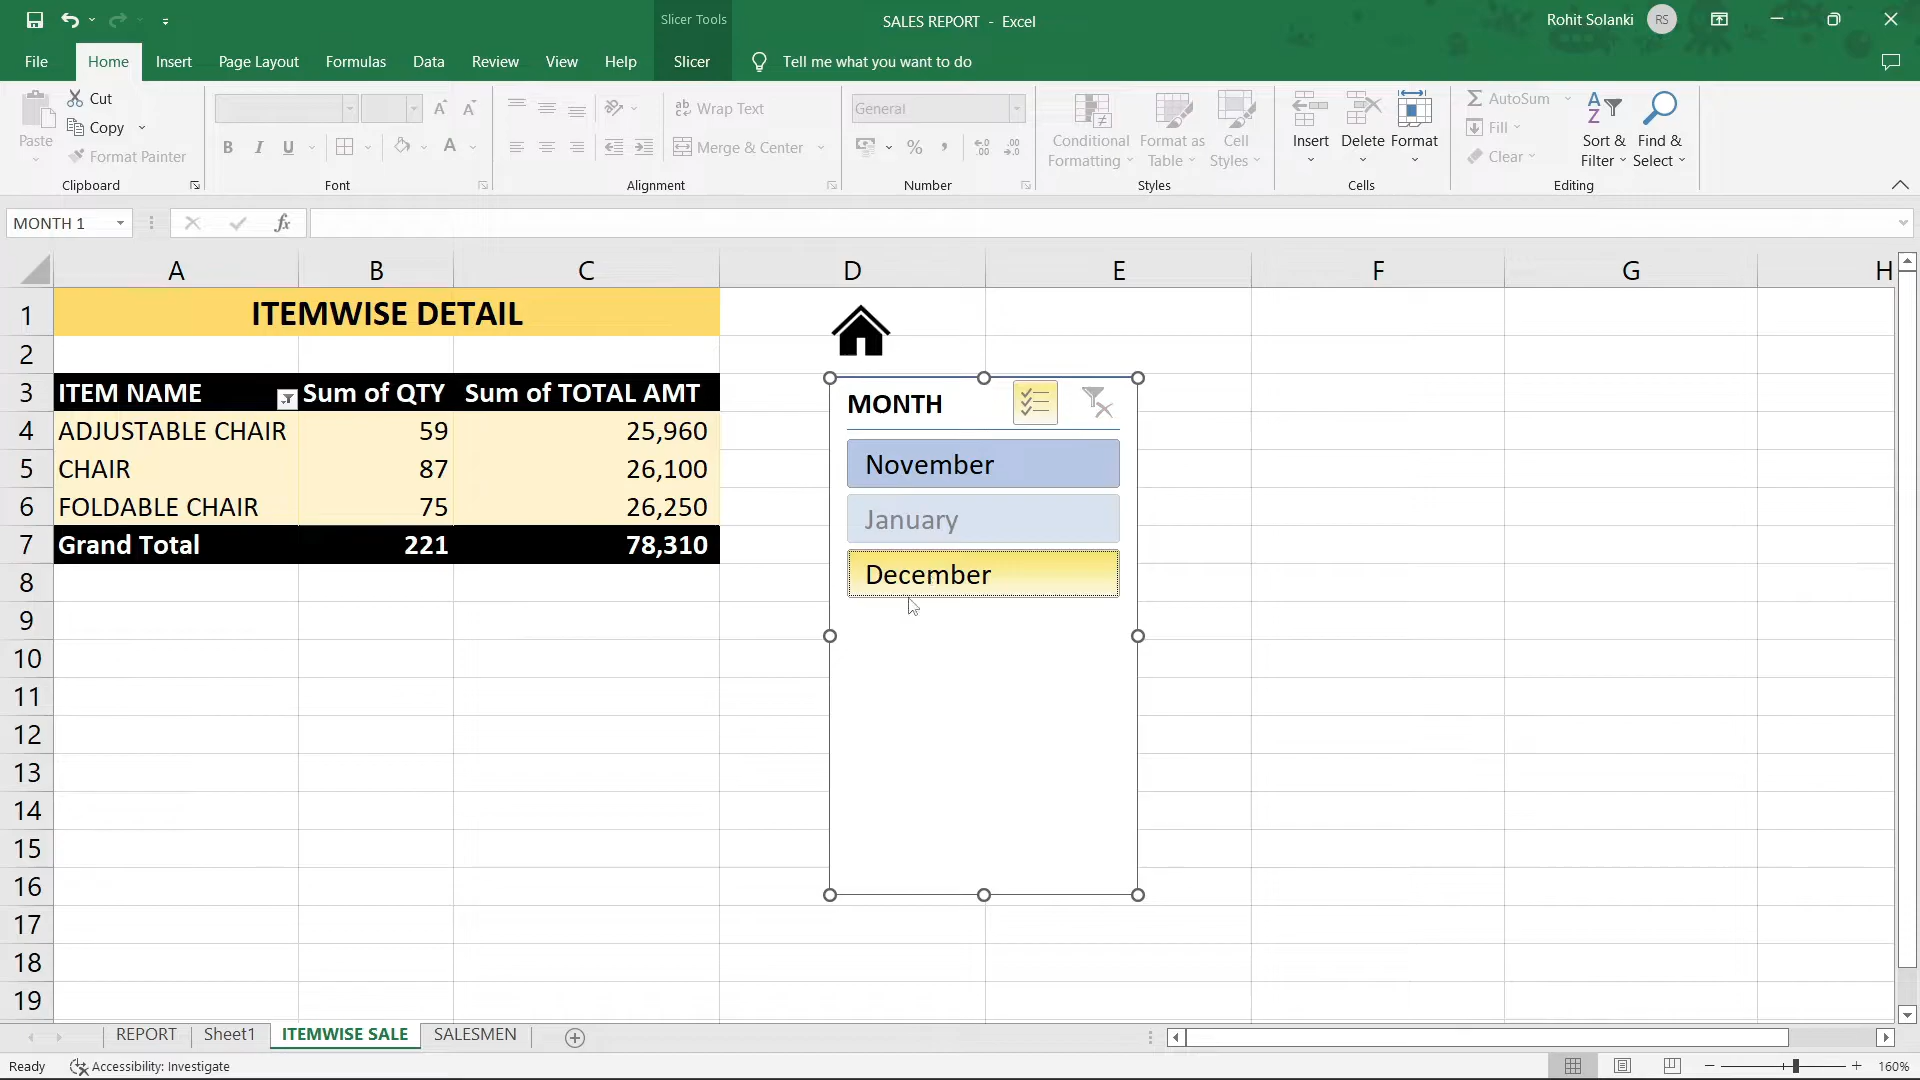 Slicer Tools
SALES REPORT - Excel
Rohit Solanki
RS
File
Home
Insert
Page Layout
Formulas
Data
Review
View
Help
Slicer
Tell me what you want to do
Paste
Cut
Copy
Format Painter
Clipboard
B I U
A
Font
Wrap Text
Merge & Center
Alignment
General
%
Number
Conditional
Formatting
Format as
Table
Cell
Styles
Styles
Insert
Delete
Format
Cells
AutoSum
Fill
Clear
Sort &
Filter
Find &
Select
Editing
MONTH 1
fx
A B C D E F G H
1 ITEMWISE DETAIL
2
3 ITEM NAME Sum of QTY Sum of TOTAL AMT
4 ADJUSTABLE CHAIR 59 25,960
5 CHAIR 87 26,100
6 FOLDABLE CHAIR 75 26,250
7 Grand Total 221 78,310
8
9
10
11
12
13
14
15
16
17
18
19
MONTH
November
January
December
REPORT
Sheet1
ITEMWISE SALE
SALESMEN
Ready
Accessibility: Investigate
160%